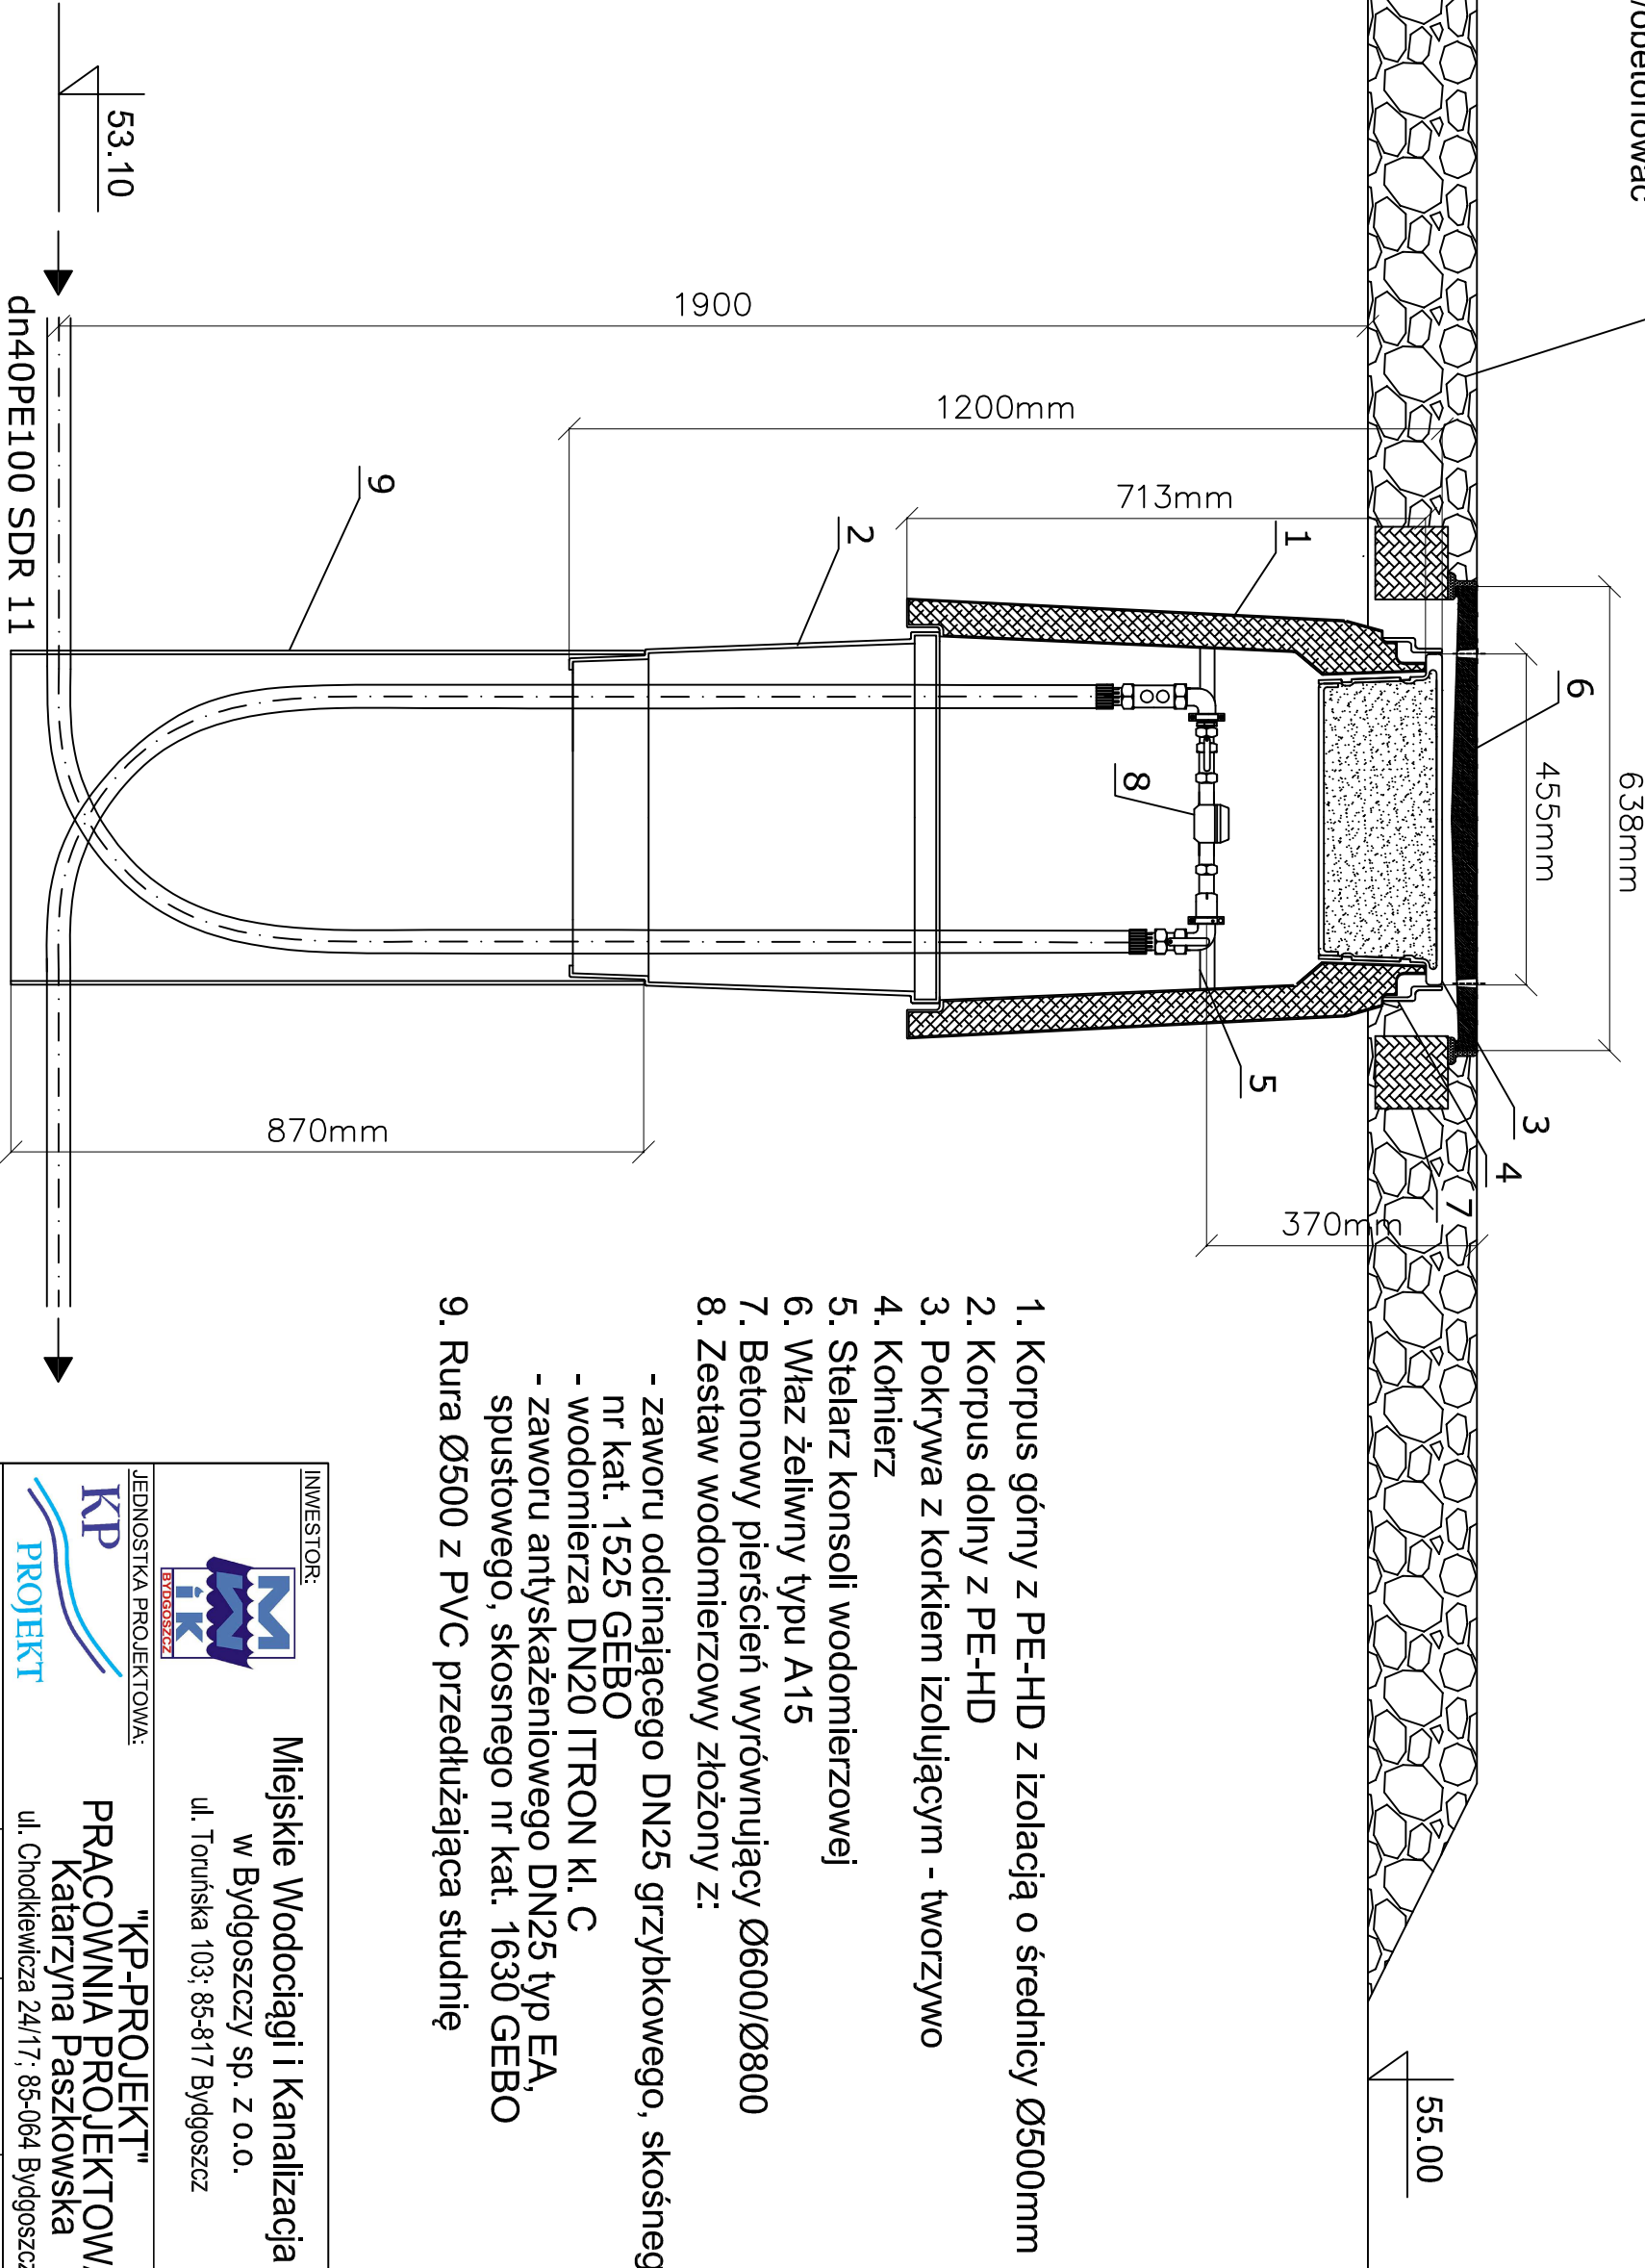 638mm
455mm
6
3
4
7
370mm
1
713mm
5
8
2
1200mm
1900
9
870mm
53.10
55.00
dn40PE100 SDR 11
1. Korpus górny z PE-HD z izolacją o średnicy Ø500mm
2. Korpus dolny z PE-HD
3. Pokrywa z korkiem izolującym - tworzywo
4. Kołnierz
5. Stelarz konsoli wodomierzowej
6. Właz żeliwny typu A15
7. Betonowy pierścień wyrównujący Ø600/Ø800
8. Zestaw wodomierzowy złożony z:
- zaworu odcinającego DN25 grzybkowego, skośneg
nr kat. 1525 GEBO
- wodomierza DN20 ITRON kl. C
- zaworu antyskażeniowego DN25 typ EA,
spustowego, skosnego nr kat. 1630 GEBO
9. Rura Ø500 z PVC przedłużająca studnię
INWESTOR:
M
W
iK
BYDGOSZCZ
Miejskie Wodociągi i Kanalizacja
w Bydgoszczy sp. z o.o.
ul. Toruńska 103; 85-817 Bydgoszcz
JEDNOSTKA PROJEKTOWA:
KP
PROJEKT
"KP-PROJEKT"
PRACOWNIA PROJEKTOWA
Katarzyna Paszkowska
ul. Chodkiewicza 24/17; 85-064 Bydgoszcz